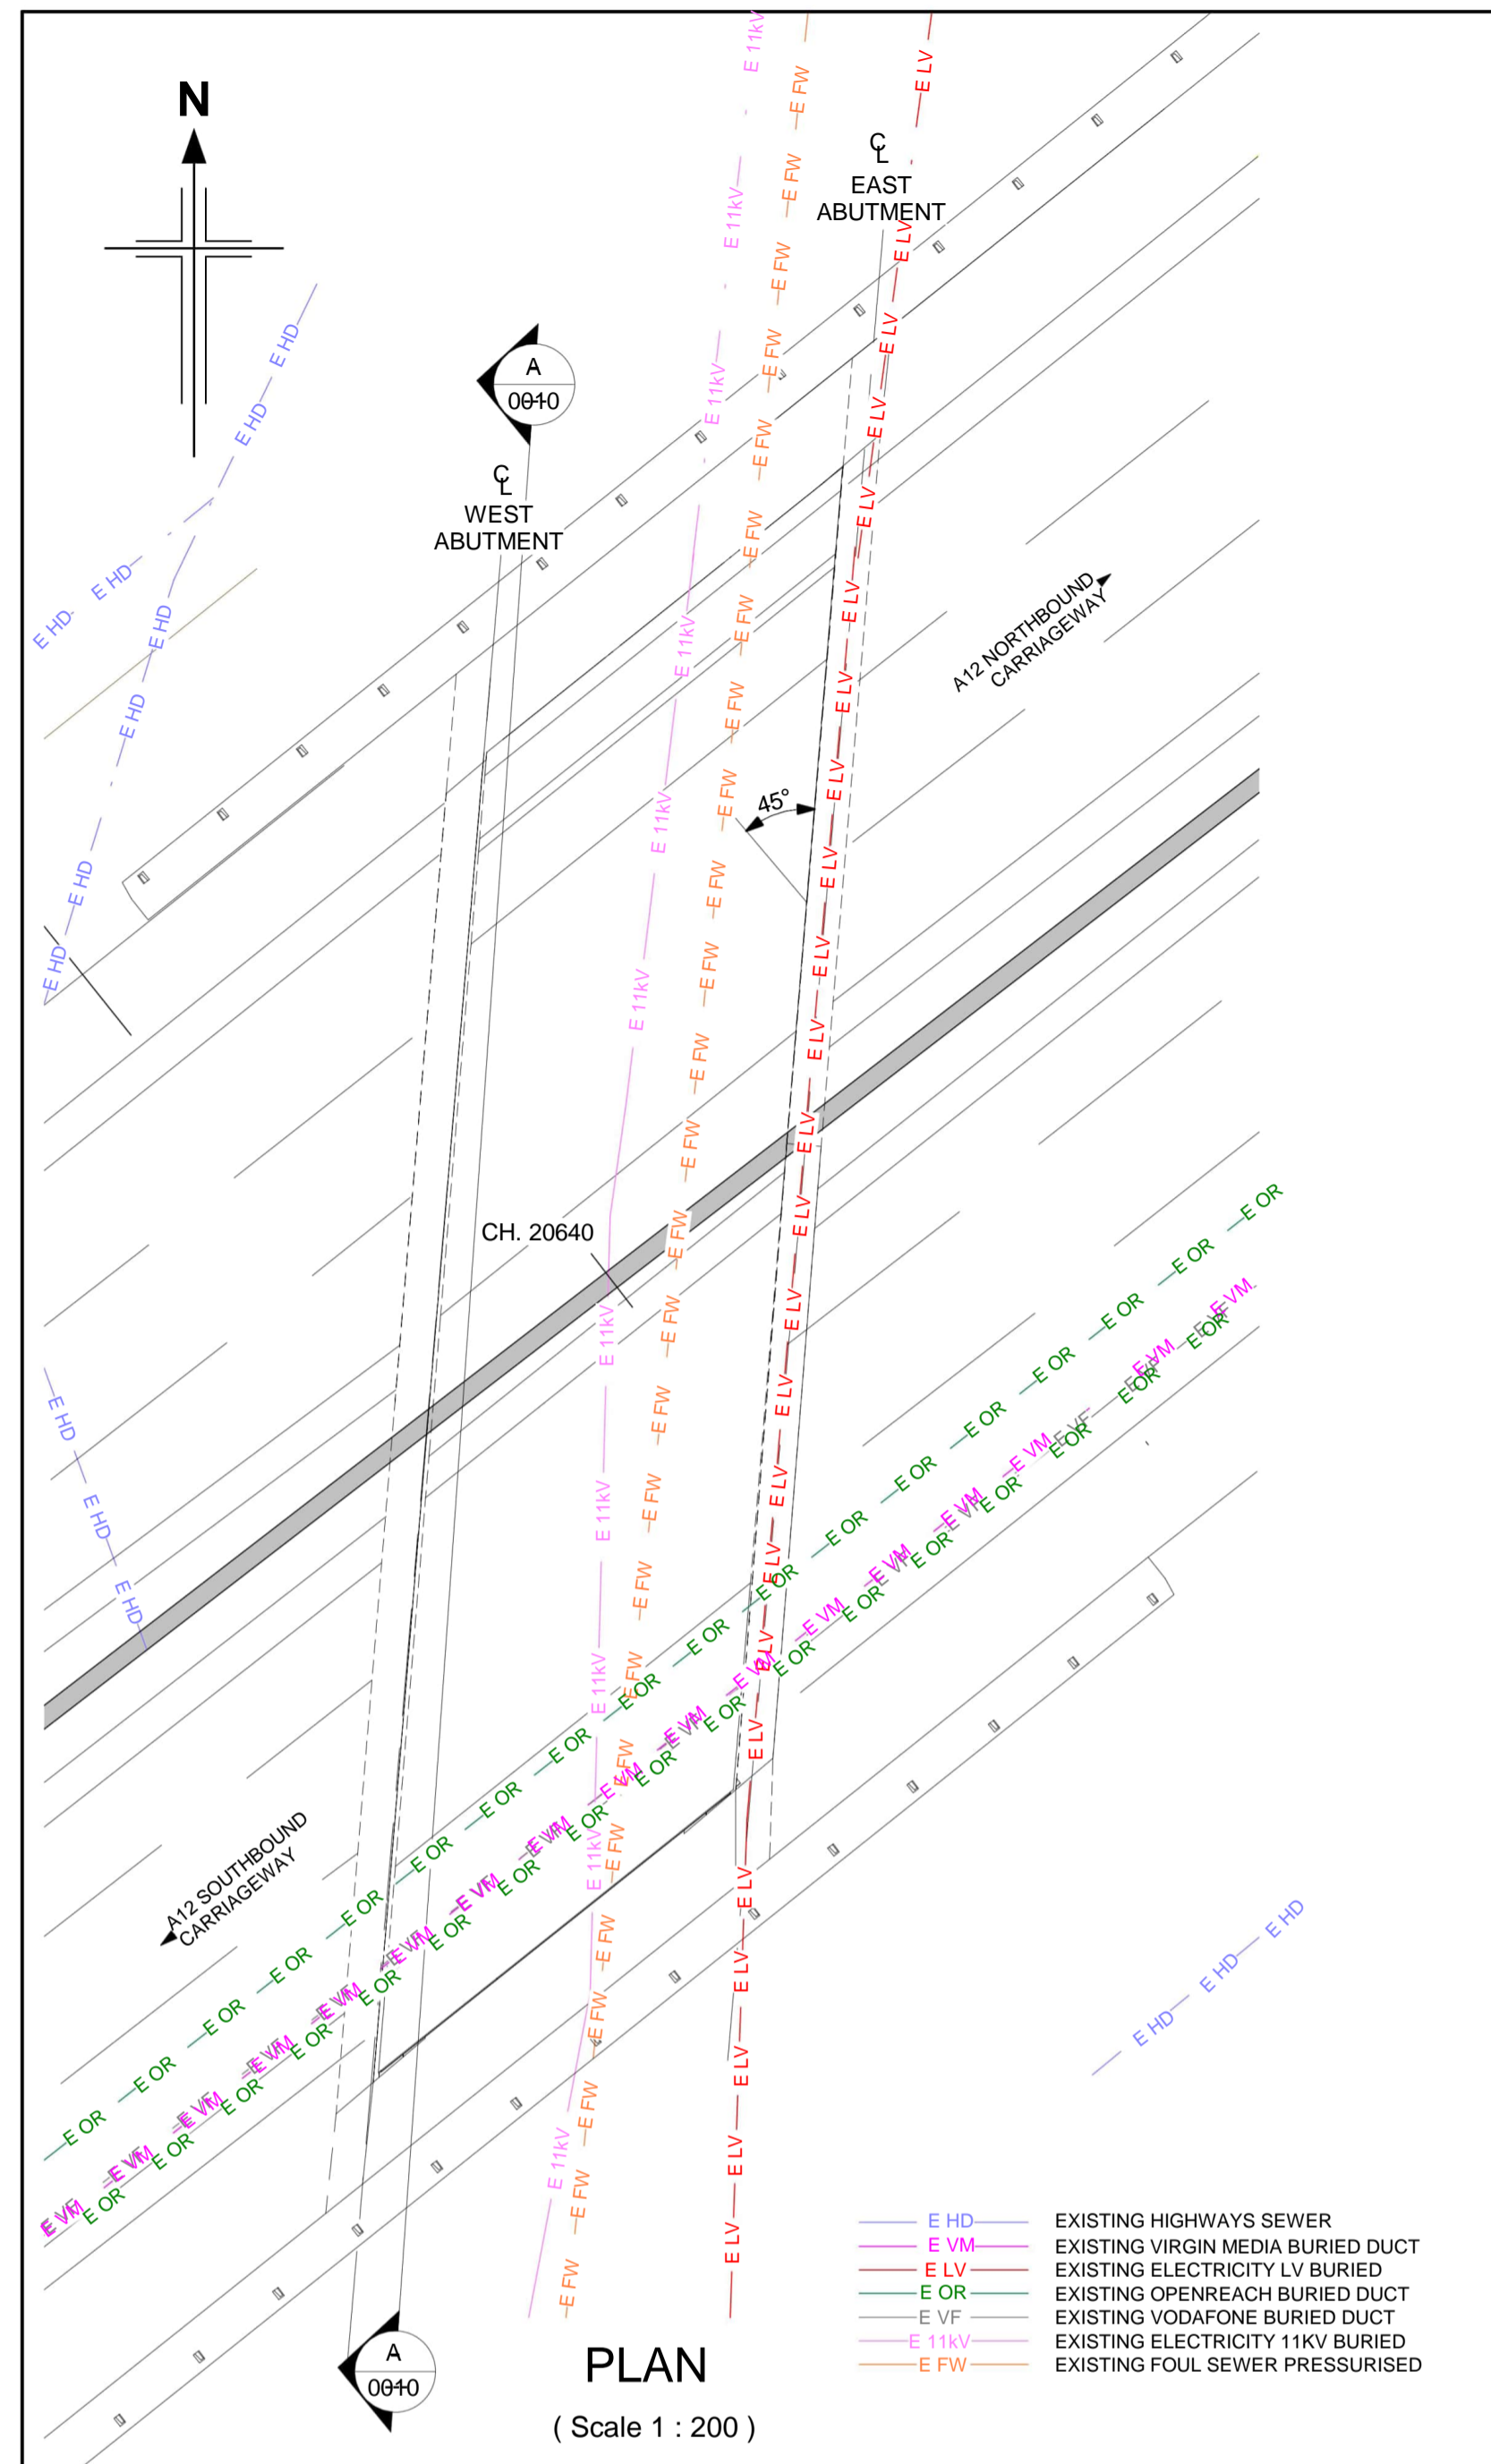 N
C
L
EAST
ABUTMENT
A
0010
C
L
WEST
ABUTMENT
A12 NORTHBOUND
CARRIAGEWAY
45°
CH. 20640
A12 SOUTHBOUND
CARRIAGEWAY
A
0010
E 11kV
E FW
E LV
E HD
E OR
E VM
E VF
PLAN
( Scale 1 : 200 )
E HD EXISTING HIGHWAYS SEWER
E VM EXISTING VIRGIN MEDIA BURIED DUCT
E LV EXISTING ELECTRICITY LV BURIED
E OR EXISTING OPENREACH BURIED DUCT
E VF EXISTING VODAFONE BURIED DUCT
E 11kV EXISTING ELECTRICITY 11KV BURIED
E FW EXISTING FOUL SEWER PRESSURISED